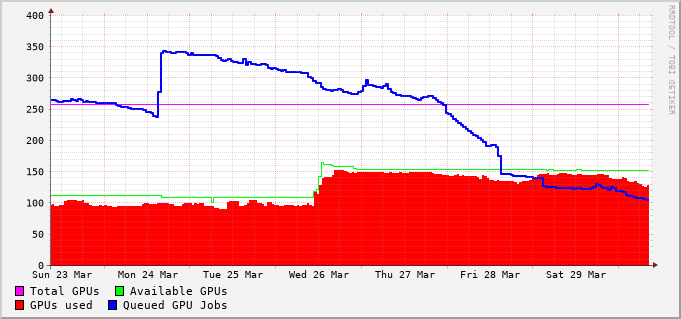 400
350
300
250
200
150
100
50
0
Sun 23 Mar Mon 24 Mar Tue 25 Mar Wed 26 Mar Thu 27 Mar Fri 28 Mar Sat 29 Mar
Total GPUs Available GPUs
GPUs used Queued GPU Jobs
RRDTOOL / TOBI OETIKER